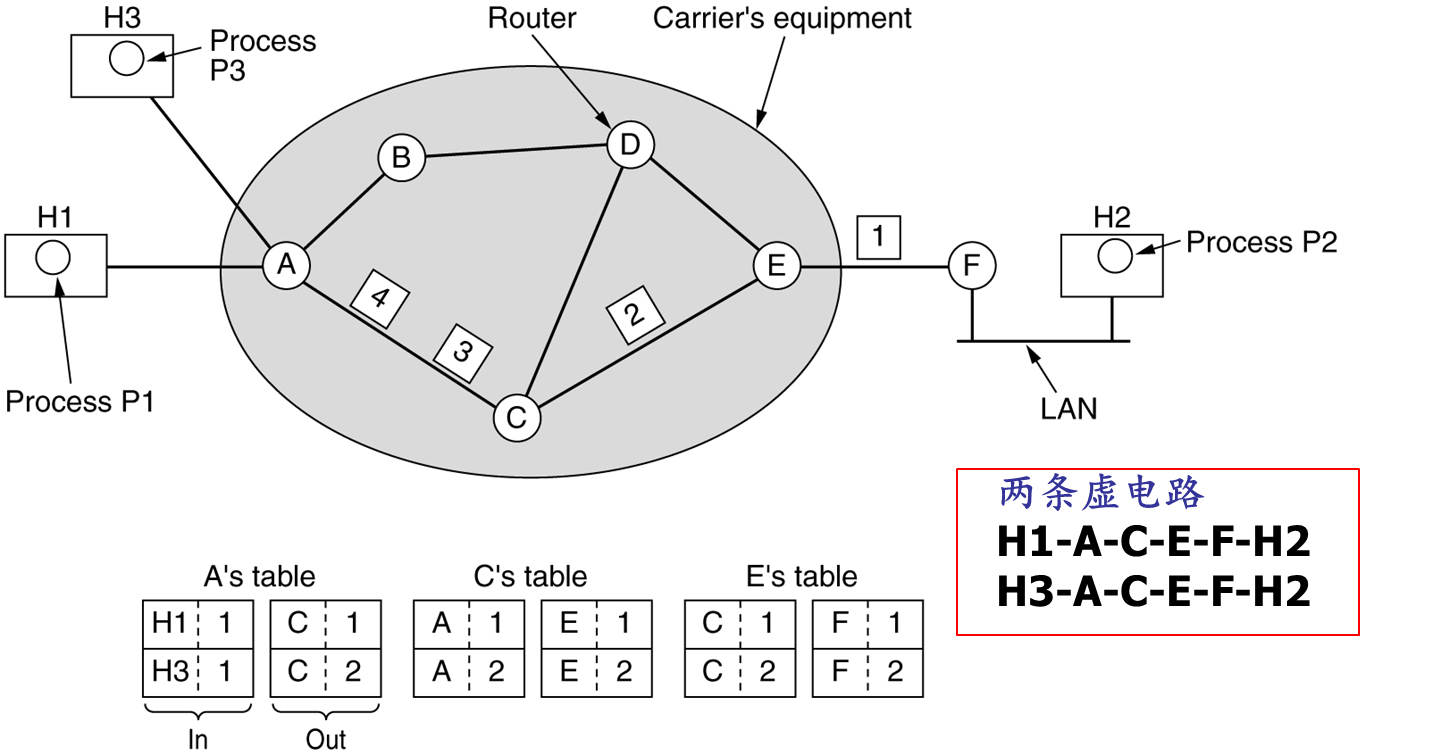 H3
Process
P3
Router
Carrier's equipment
B
D
H1
A
E
1
F
H2
Process P2
4
3
2
C
Process P1
LAN
两条虚电路
H1-A-C-E-F-H2
H3-A-C-E-F-H2
A's table
C's table
E's table
H1 1 C 1 A 1 E 1 C 1 F 1
H3 1 C 2 A 2 E 2 C 2 F 2
In
Out